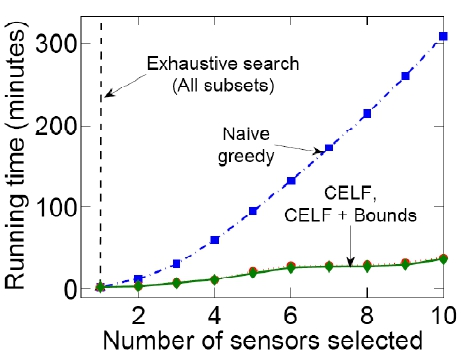 Running time (minutes)
300
200
100
0
Exhaustive search
(All subsets)
Naïve
greedy
CELF,
CELF + Bounds
2 4 6 8 10
Number of sensors selected